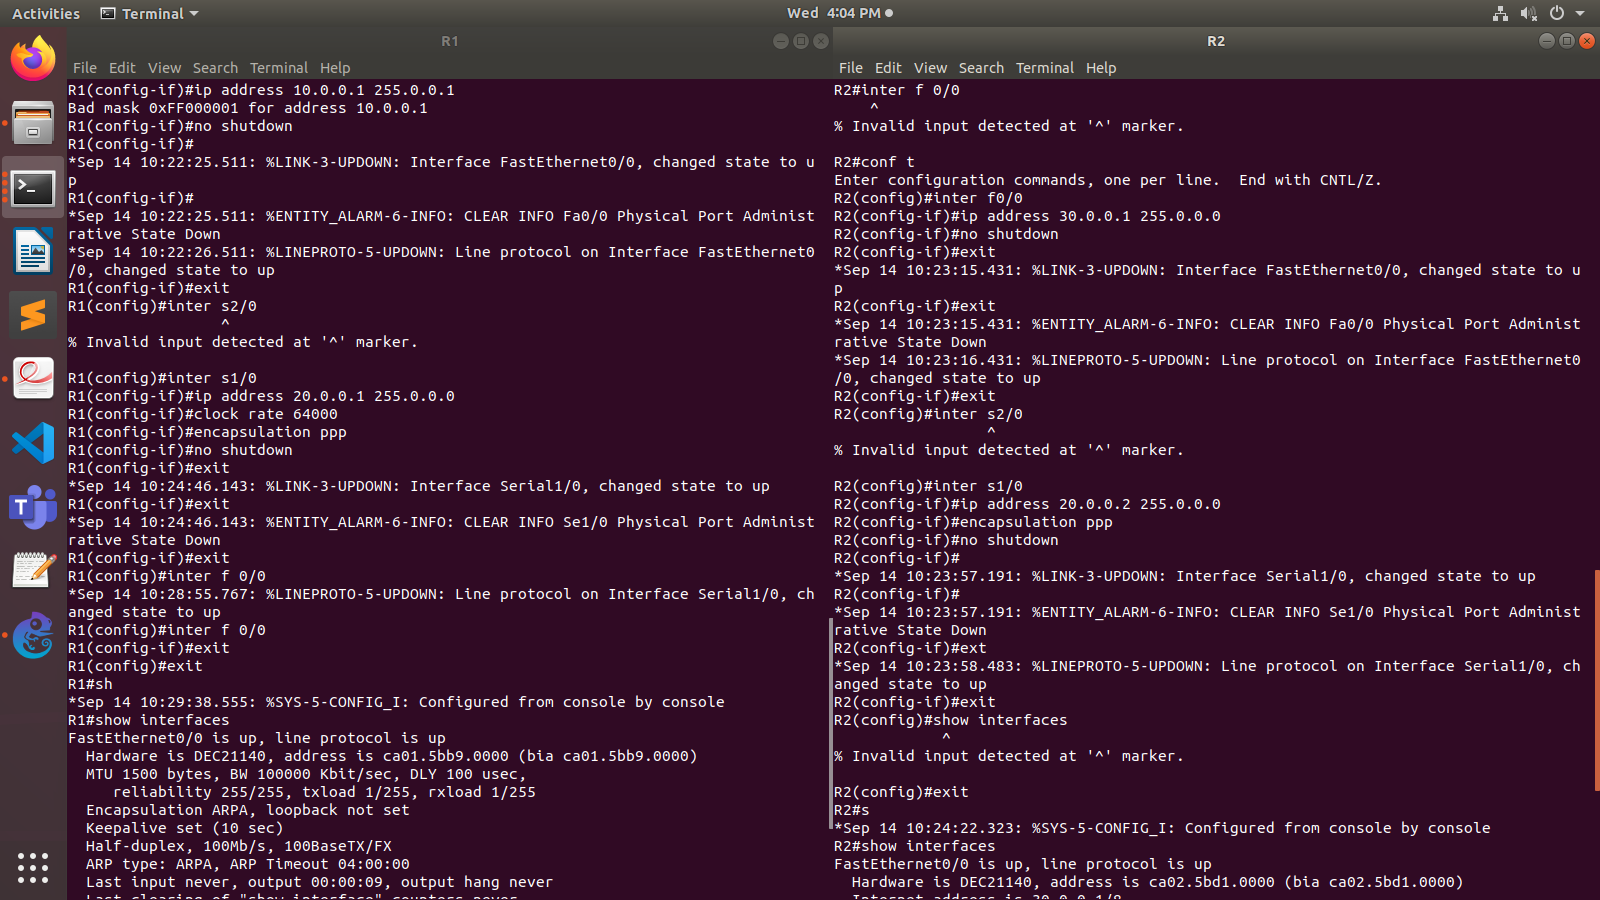 Activities
Terminal
Wed 4:04 PM
R1
File Edit View Search Terminal Help
R1(config-if)#ip address 10.0.0.1 255.0.0.1
Bad mask 0xFF000001 for address 10.0.0.1
R1(config-if)#no shutdown
R1(config-if)#
*Sep 14 10:22:25.511: %LINK-3-UPDOWN: Interface FastEthernet0/0, changed state to u
p
R1(config-if)#
*Sep 14 10:22:25.511: %ENTITY_ALARM-6-INFO: CLEAR INFO Fa0/0 Physical Port Administ
rative State Down
*Sep 14 10:22:26.511: %LINEPROTO-5-UPDOWN: Line protocol on Interface FastEthernet0
/0, changed state to up
R1(config-if)#exit
R1(config)#inter s2/0
^
% Invalid input detected at '^' marker.
R1(config)#inter s1/0
R1(config-if)#ip address 20.0.0.1 255.0.0.0
R1(config-if)#clock rate 64000
R1(config-if)#encapsulation ppp
R1(config-if)#no shutdown
R1(config-if)#exit
*Sep 14 10:24:46.143: %LINK-3-UPDOWN: Interface Serial1/0, changed state to up
R1(config-if)#exit
*Sep 14 10:24:46.143: %ENTITY_ALARM-6-INFO: CLEAR INFO Se1/0 Physical Port Administ
rative State Down
R1(config-if)#exit
R1(config)#inter f 0/0
*Sep 14 10:28:55.767: %LINEPROTO-5-UPDOWN: Line protocol on Interface Serial1/0, ch
anged state to up
R1(config)#inter f 0/0
R1(config-if)#exit
R1(config)#exit
R1#sh
*Sep 14 10:29:38.555: %SYS-5-CONFIG_I: Configured from console by console
R1#show interfaces
FastEthernet0/0 is up, line protocol is up
Hardware is DEC21140, address is ca01.5bb9.0000 (bia ca01.5bb9.0000)
MTU 1500 bytes, BW 100000 Kbit/sec, DLY 100 usec,
reliability 255/255, txload 1/255, rxload 1/255
Encapsulation ARPA, loopback not set
Keepalive set (10 sec)
Half-duplex, 100Mb/s, 100BaseTX/FX
ARP type: ARPA, ARP Timeout 04:00:00
Last input never, output 00:00:09, output hang never
Last clearing of "show interface" counters never
R2
File Edit View Search Terminal Help
R2#inter f 0/0
^
% Invalid input detected at '^' marker.
R2#conf t
Enter configuration commands, one per line.  End with CNTL/Z.
R2(config)#inter f0/0
R2(config-if)#ip address 30.0.0.1 255.0.0.0
R2(config-if)#no shutdown
R2(config-if)#exit
*Sep 14 10:23:15.431: %LINK-3-UPDOWN: Interface FastEthernet0/0, changed state to u
p
R2(config-if)#exit
*Sep 14 10:23:15.431: %ENTITY_ALARM-6-INFO: CLEAR INFO Fa0/0 Physical Port Administ
rative State Down
*Sep 14 10:23:16.431: %LINEPROTO-5-UPDOWN: Line protocol on Interface FastEthernet0
/0, changed state to up
R2(config-if)#exit
R2(config)#inter s2/0
^
% Invalid input detected at '^' marker.
R2(config)#inter s1/0
R2(config-if)#ip address 20.0.0.2 255.0.0.0
R2(config-if)#encapsulation ppp
R2(config-if)#no shutdown
R2(config-if)#
*Sep 14 10:23:57.191: %LINK-3-UPDOWN: Interface Serial1/0, changed state to up
R2(config-if)#
*Sep 14 10:23:57.191: %ENTITY_ALARM-6-INFO: CLEAR INFO Se1/0 Physical Port Administ
rative State Down
R2(config-if)#ext
*Sep 14 10:23:58.483: %LINEPROTO-5-UPDOWN: Line protocol on Interface Serial1/0, ch
anged state to up
R2(config-if)#exit
R2(config)#show interfaces
^
% Invalid input detected at '^' marker.
R2(config)#exit
R2#s
*Sep 14 10:24:22.323: %SYS-5-CONFIG_I: Configured from console by console
R2#show interfaces
FastEthernet0/0 is up, line protocol is up
Hardware is DEC21140, address is ca02.5bd1.0000 (bia ca02.5bd1.0000)
Internet address is 30.0.0.1/8